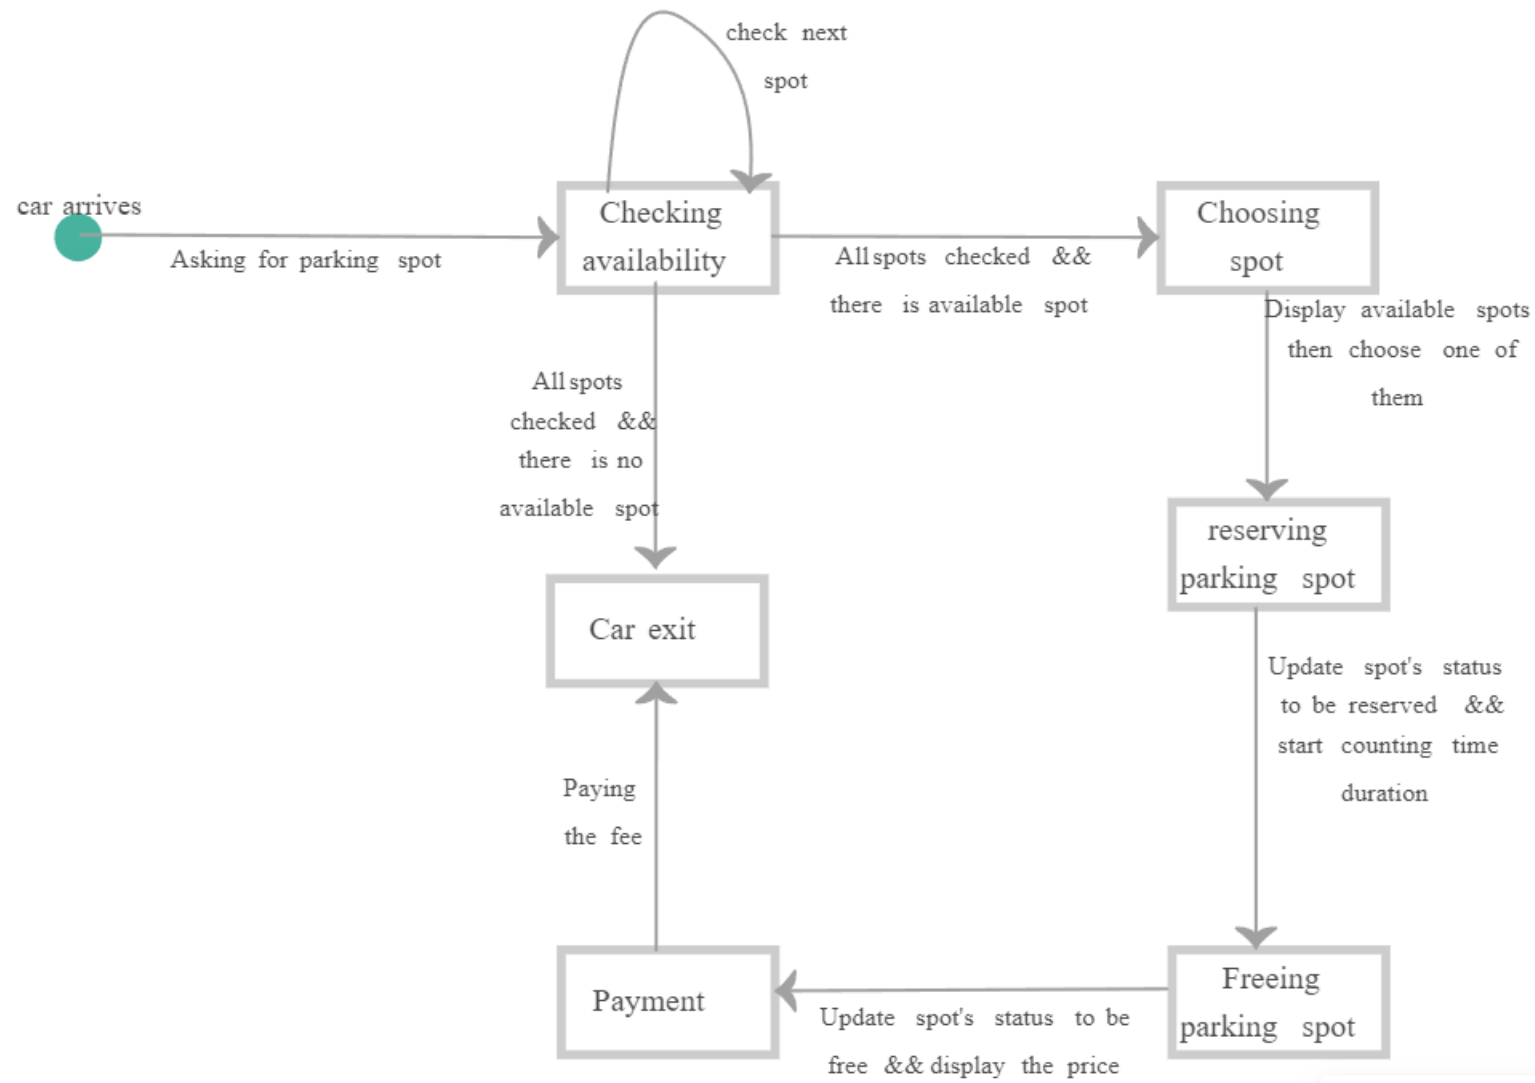 check next
spot
car arrives
Asking for parking spot
Checking
availability
All spots checked &&
there is available spot
Choosing
spot
Display available spots
then choose one of
them
All spots
checked &&
there is no
available spot
reserving
parking spot
Car exit
Update spot's status
to be reserved &&
start counting time
duration
Paying
the fee
Freeing
parking spot
Payment
Update spot's status to be
free && display the price